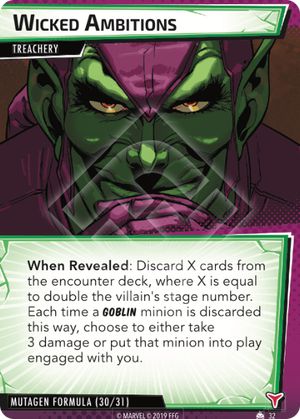 WICKED AMBITIONS
TREACHERY
When Revealed: Discard X cards from
the encounter deck, where X is equal
to double the villain's stage number.
Each time a GOBLIN minion is discarded
this way, choose to either take
3 damage or put that minion into play
engaged with you.
MUTAGEN FORMULA (30/31)
© MARVEL © 2019 FFG
32